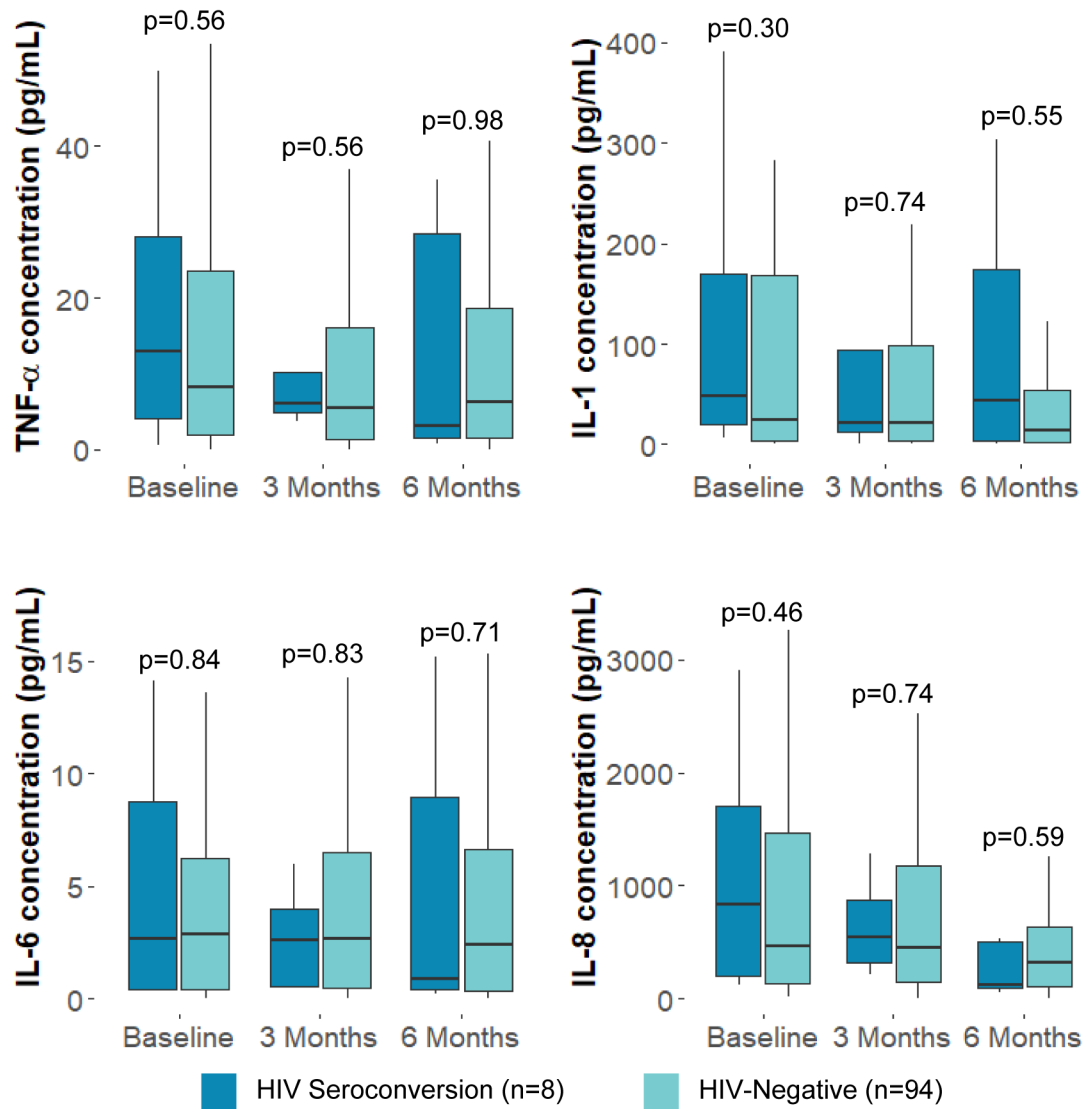 TNF-α concentration (pg/mL)
p=0.56
p=0.56
p=0.98
40
20
0
Baseline
3 Months
6 Months
IL-1 concentration (pg/mL)
p=0.30
p=0.74
p=0.55
400
300
200
100
0
Baseline
3 Months
6 Months
IL-6 concentration (pg/mL)
p=0.84
p=0.83
p=0.71
15
10
5
0
Baseline
3 Months
6 Months
IL-8 concentration (pg/mL)
p=0.46
p=0.74
p=0.59
3000
2000
1000
0
Baseline
3 Months
6 Months
HIV Seroconversion (n=8)
HIV-Negative (n=94)